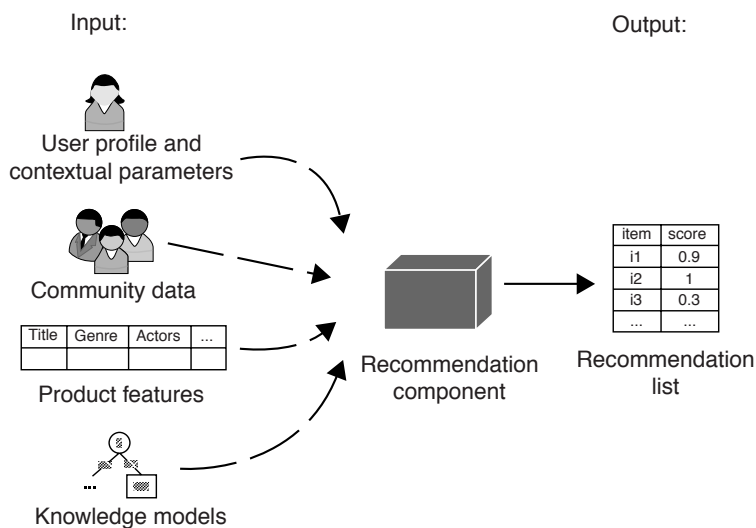 Input:
Output:
User profile and
contextual parameters
Community data
Title Genre Actors ...
Product features
Knowledge models
...
Recommendation
component
item score
i1 0.9
i2 1
i3 0.3
... ...
Recommendation
list